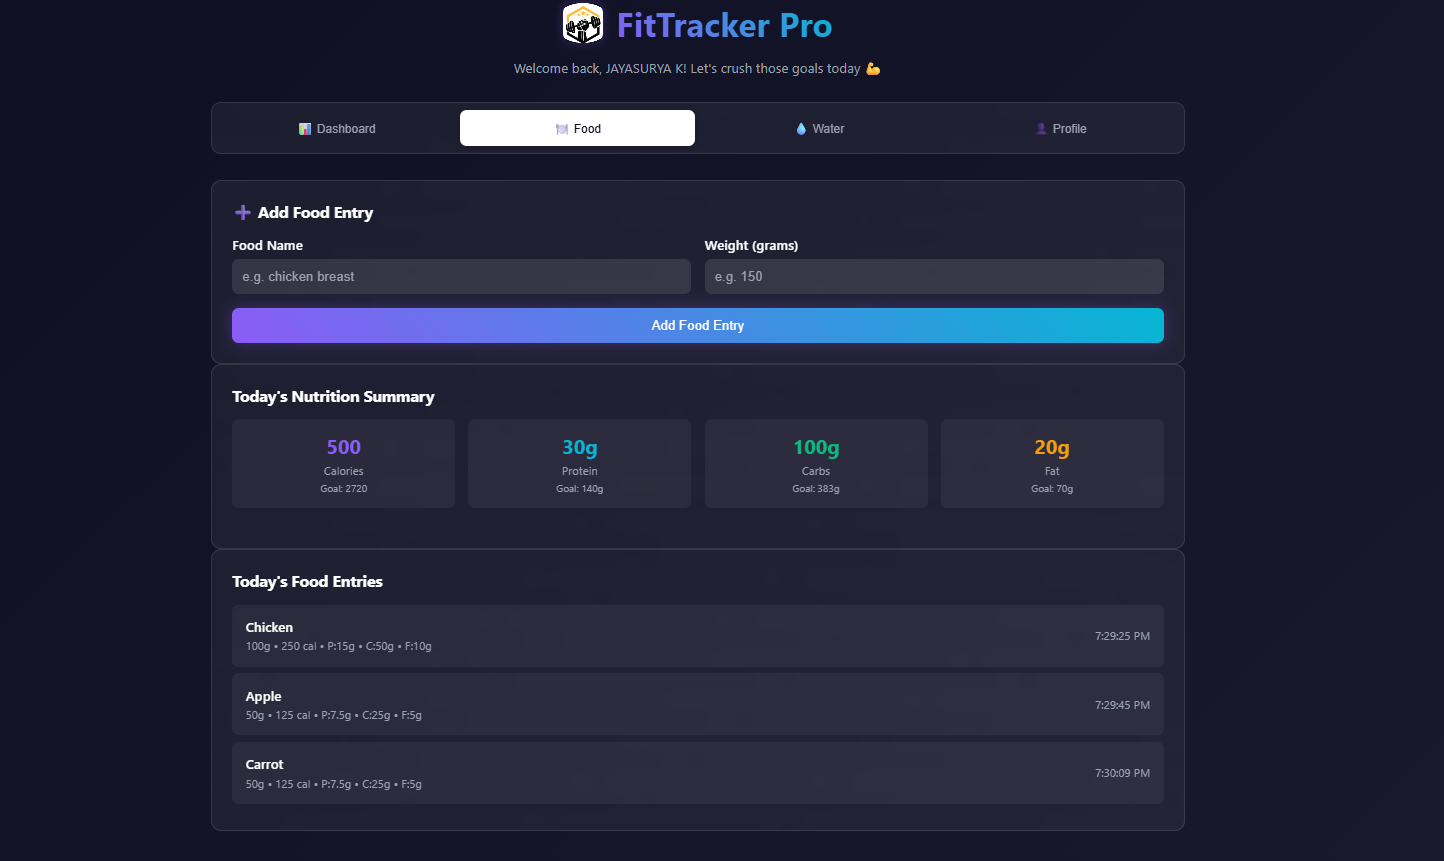 FitTracker Pro
Welcome back, JAYASURYA K! Let's crush those goals today 💪
📊 Dashboard
🍽️ Food
💧 Water
👤 Profile
➕ Add Food Entry
Food Name
Weight (grams)
e.g. chicken breast
e.g. 150
Add Food Entry
Today's Nutrition Summary
500
30g
100g
20g
Calories
Protein
Carbs
Fat
Goal: 2720
Goal: 140g
Goal: 383g
Goal: 70g
Today's Food Entries
Chicken
100g • 250 cal • P:15g • C:50g • F:10g
7:29:25 PM
Apple
50g • 125 cal • P:7.5g • C:25g • F:5g
7:29:45 PM
Carrot
50g • 125 cal • P:7.5g • C:25g • F:5g
7:30:09 PM